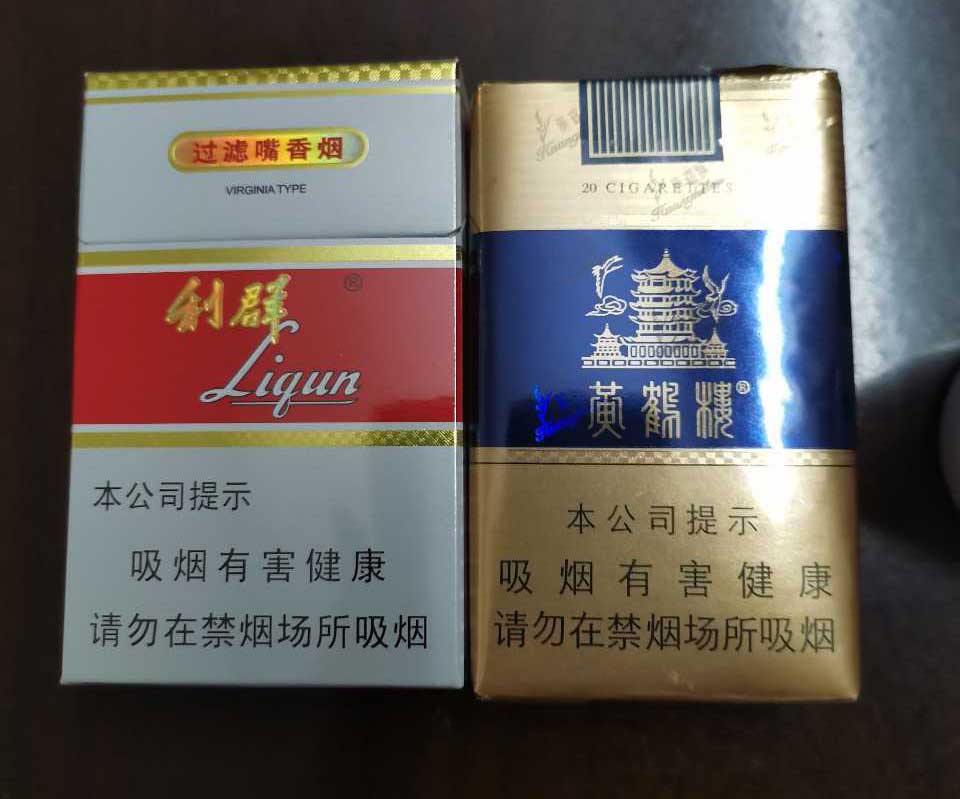 过滤嘴香烟
VIRGINIA TYPE
利群®
Liqun
本公司提示
吸烟有害健康
请勿在禁烟场所吸烟
20 CIGARETTES
黄鹤楼®
本公司提示
吸烟有害健康
请勿在禁烟场所吸烟